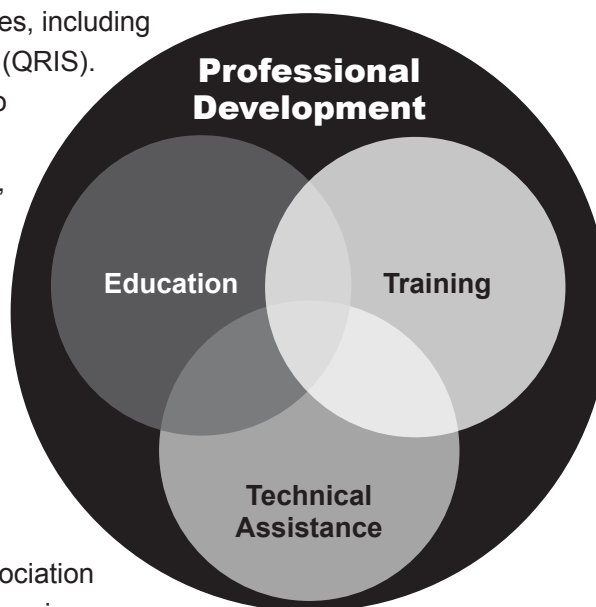 es, including
(QRIS).
Professional
Development
,
Education
Training
Technical
Assistance
ociation